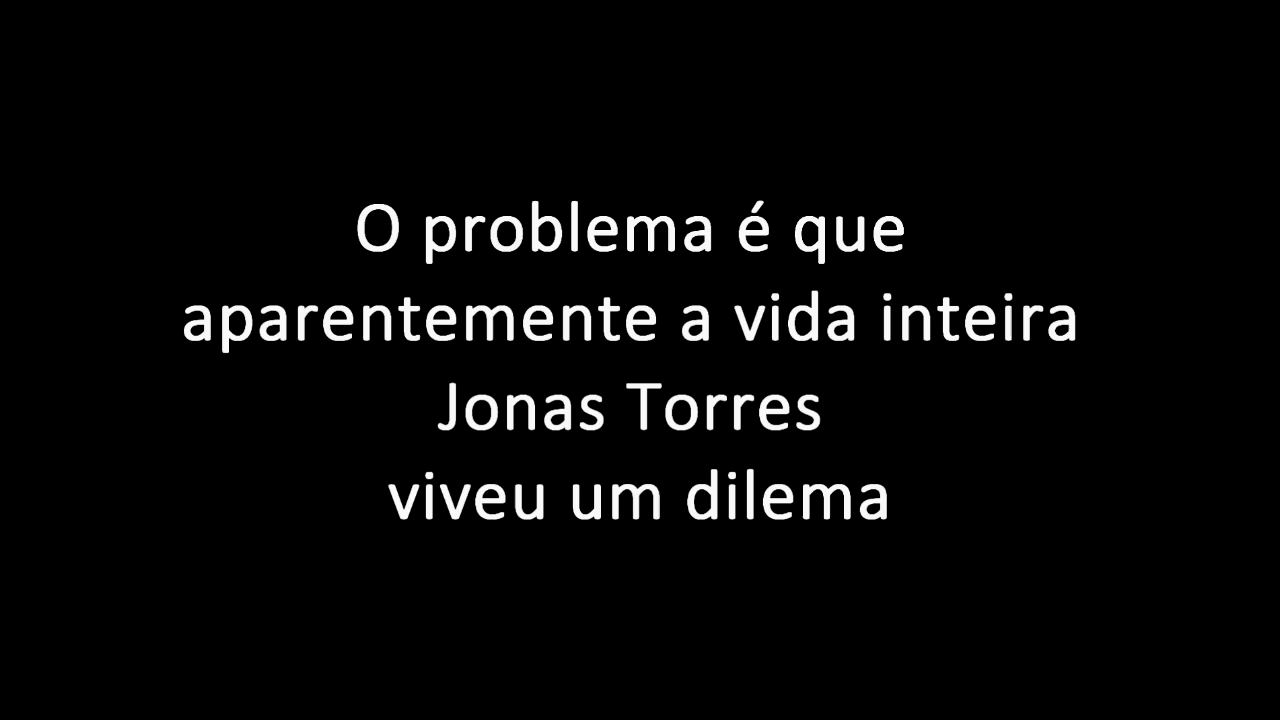 O problema é que
aparentemente a vida inteira
Jonas Torres
viveu um dilema